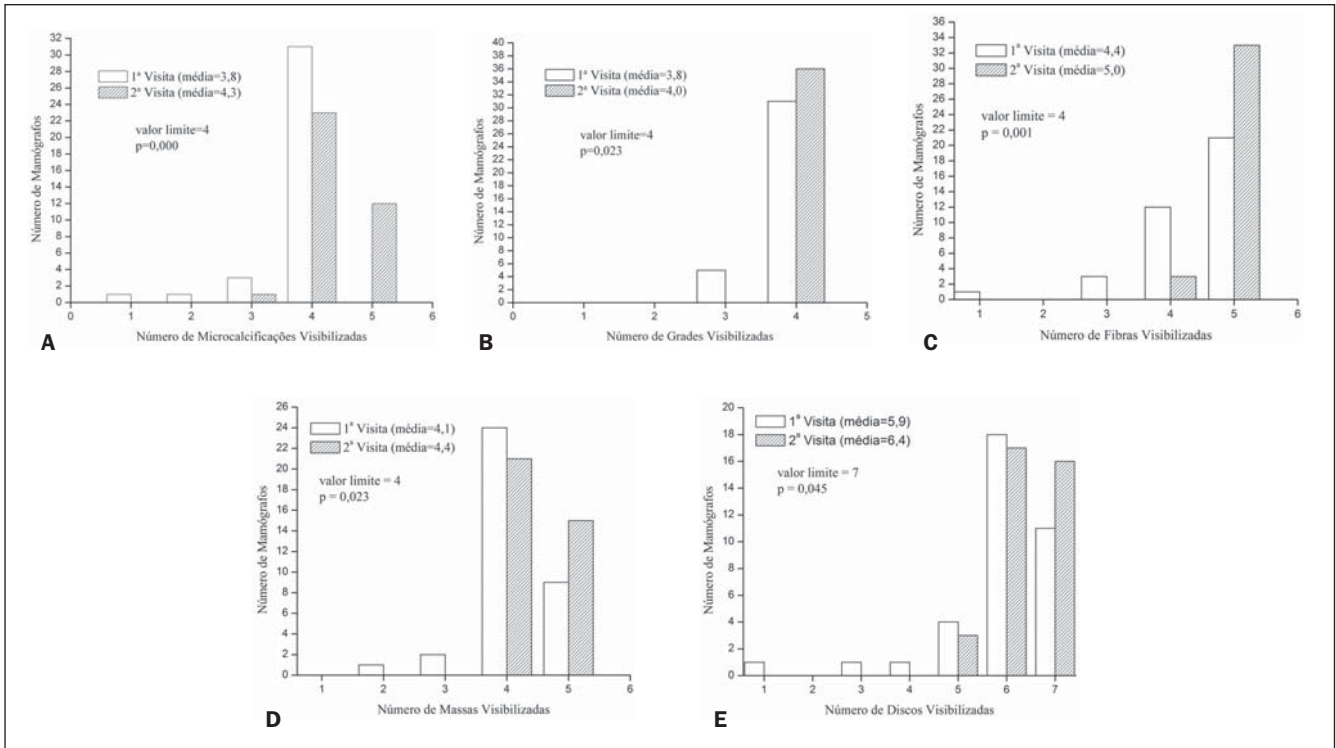 32
30
28
26
24
22
20
18
16
14
12
10
8
6
4
2
0
Número de Mamógrafos
1ª Visita (média=3,8)
2ª Visita (média=4,3)
valor limite=4
p=0,000
0 1 2 3 4 5 6
Número de Microcalcificações Visibilizadas
A
40
38
36
34
32
30
28
26
24
22
20
18
16
14
12
10
8
6
4
2
0
Número de Mamógrafos
1ª Visita (média=3,8)
2ª Visita (média=4,0)
valor limite=4
p=0,023
0 1 2 3 4 5
Número de Grades Visibilizadas
B
36
34
32
30
28
26
24
22
20
18
16
14
12
10
8
6
4
2
0
Número de Mamógrafos
1ª Visita (média=4,4)
2ª Visita (média=5,0)
valor limite = 4
p = 0,001
1 2 3 4 5 6
Número de Fibras Visibilizadas
C
26
24
22
20
18
16
14
12
10
8
6
4
2
0
Número de Mamógrafos
1ª Visita (média=4,1)
2ª Visita (média=4,4)
valor limite = 4
p = 0,023
1 2 3 4 5 6
Número de Massas Visibilizadas
D
20
18
16
14
12
10
8
6
4
2
0
Número de Mamógrafos
1ª Visita (média=5,9)
2ª Visita (média=6,4)
valor limite = 7
p = 0,045
1 2 3 4 5 6 7
Número de Discos Visibilizadas
E